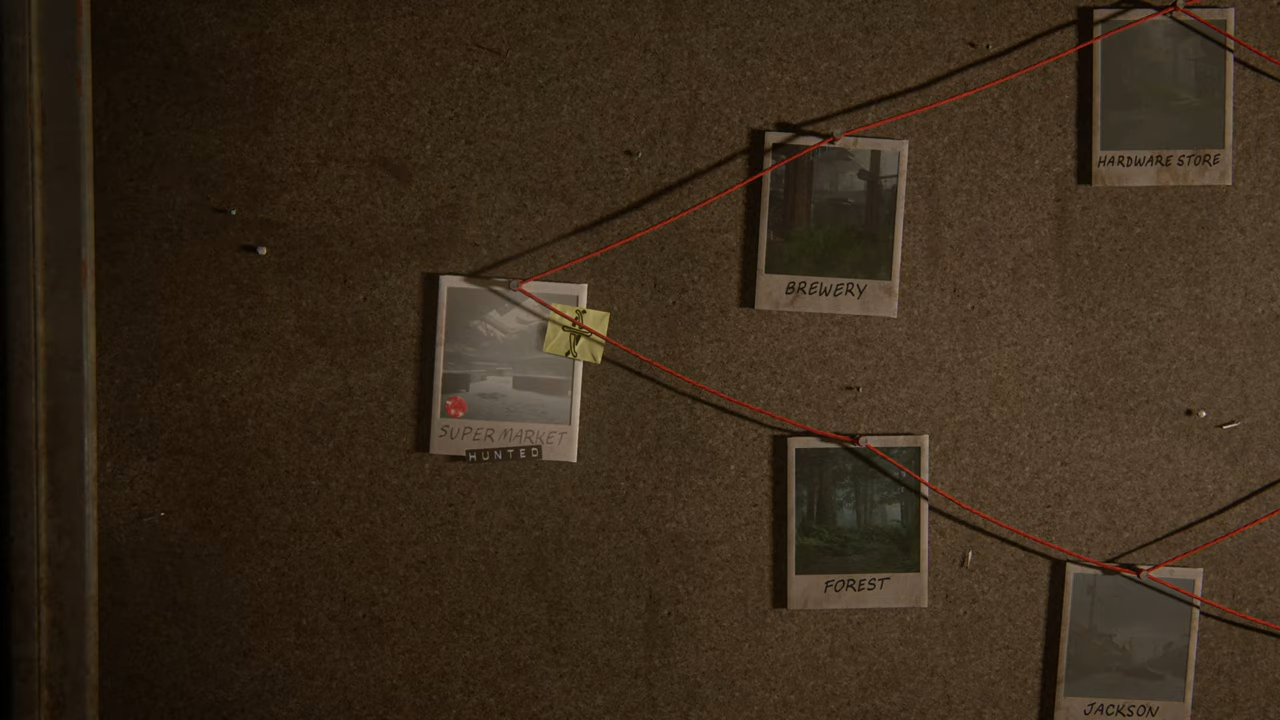 HARDWARE STORE
BREWERY
SUPERMARKET
HUNTED
FOREST
JACKSON